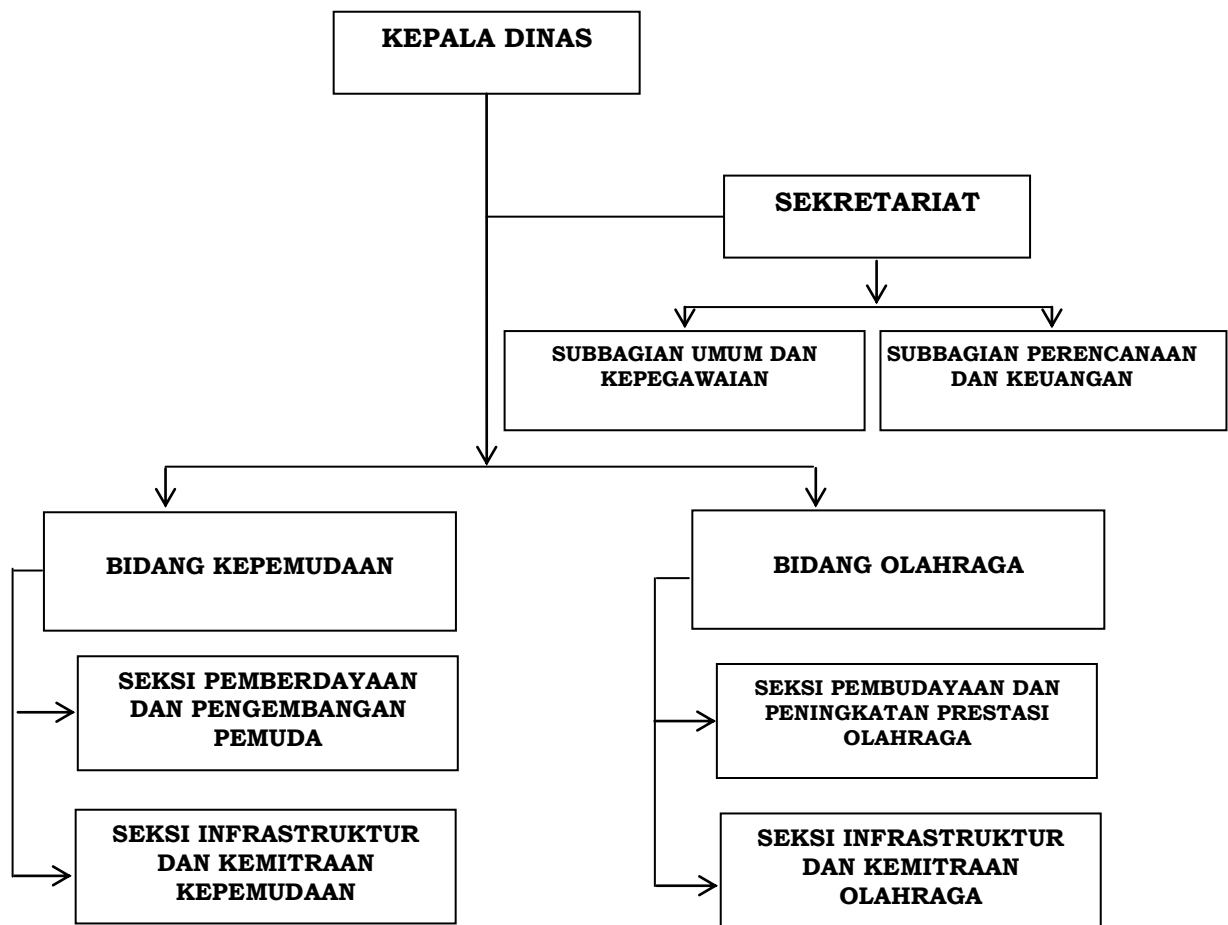 KEPALA DINAS
SEKRETARIAT
SUBBAGIAN UMUM DAN
KEPEGAWAIAN
SUBBAGIAN PERENCANAAN
DAN KEUANGAN
BIDANG KEPEMUDAAN
BIDANG OLAHRAGA
SEKSI PEMBERDAYAAN
DAN PENGEMBANGAN
PEMUDA
SEKSI PEMBUDAYAAN DAN
PENINGKATAN PRESTASI
OLAHRAGA
SEKSI INFRASTRUKTUR
DAN KEMITRAAN
KEPEMUDAAN
SEKSI INFRASTRUKTUR
DAN KEMITRAAN
OLAHRAGA